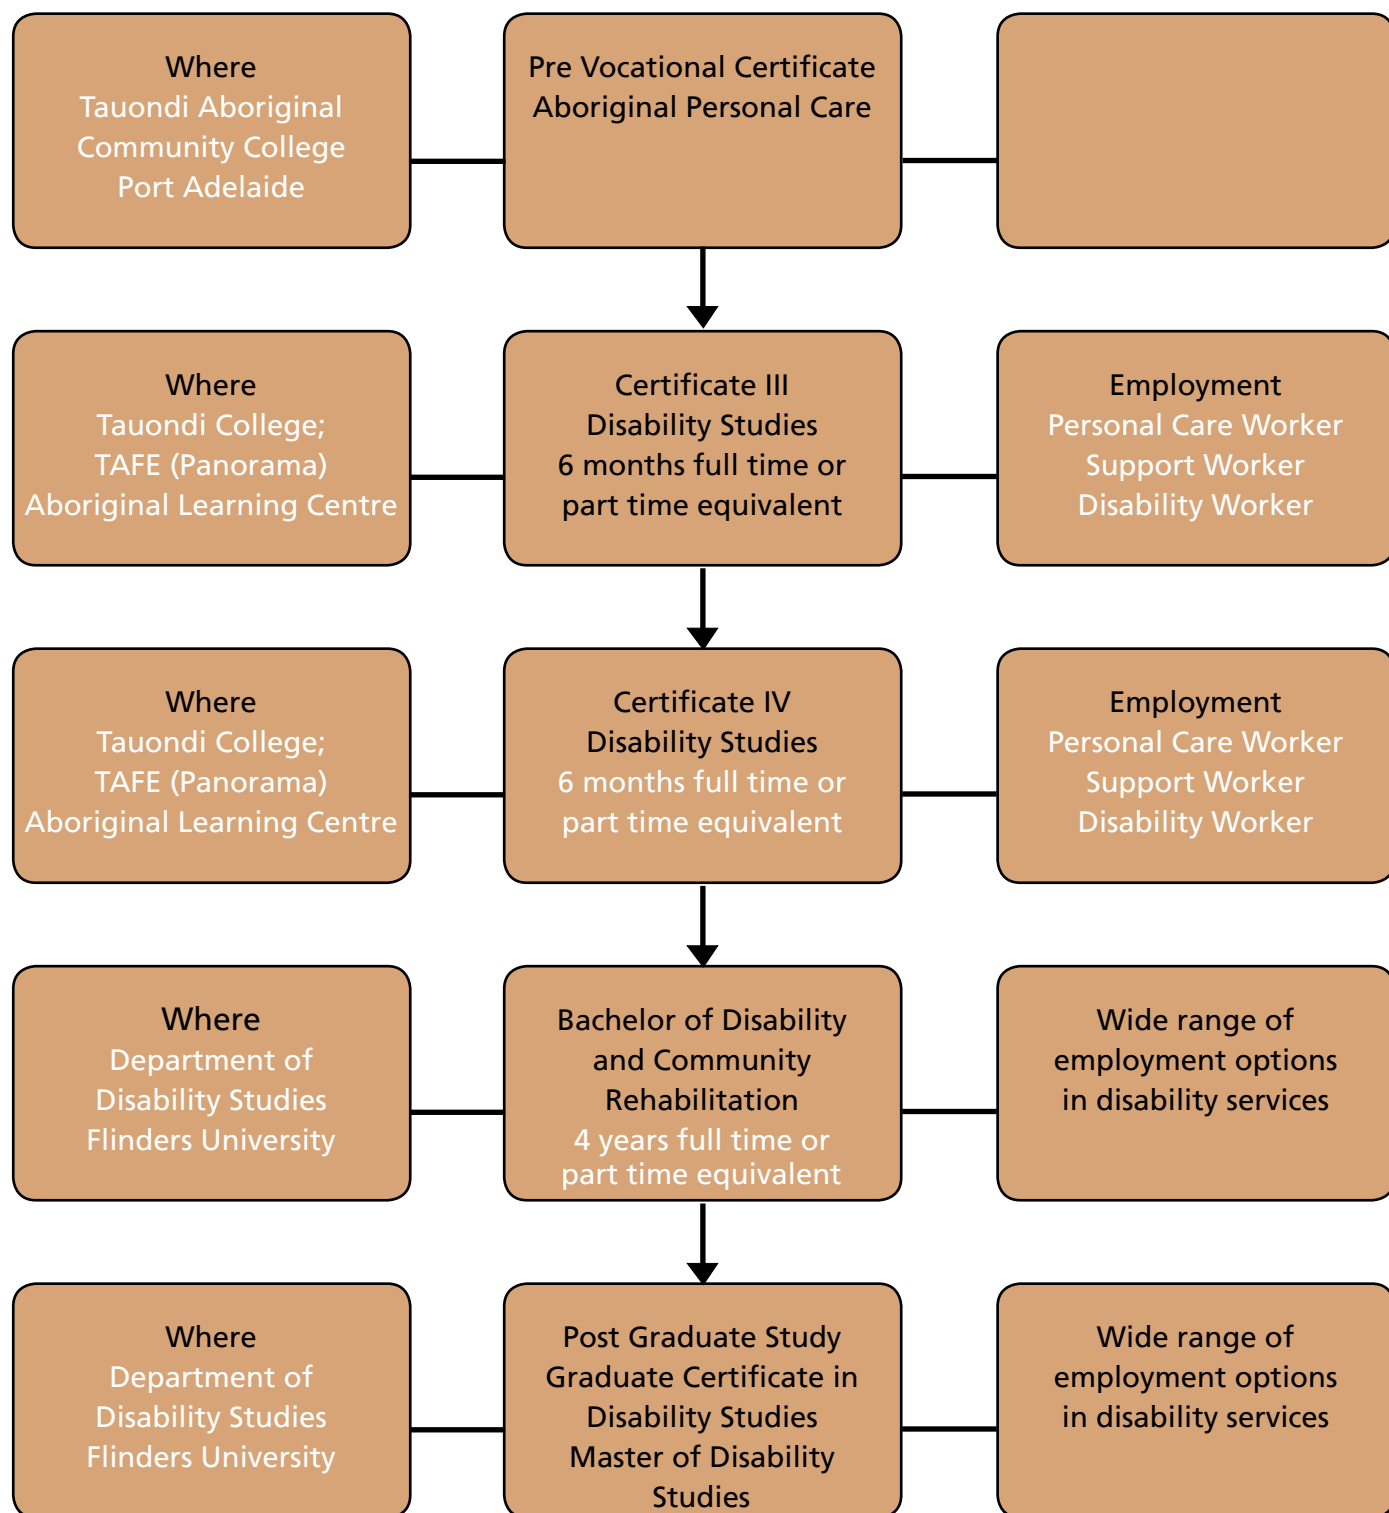 Where
Tauondi Aboriginal
Community College
Port Adelaide
Pre Vocational Certificate
Aboriginal Personal Care
Where
Tauondi College;
TAFE (Panorama)
Aboriginal Learning Centre
Certificate III
Disability Studies
6 months full time or
part time equivalent
Employment
Personal Care Worker
Support Worker
Disability Worker
Where
Tauondi College;
TAFE (Panorama)
Aboriginal Learning Centre
Certificate IV
Disability Studies
6 months full time or
part time equivalent
Employment
Personal Care Worker
Support Worker
Disability Worker
Where
Department of
Disability Studies
Flinders University
Bachelor of Disability
and Community
Rehabilitation
4 years full time or
part time equivalent
Wide range of
employment options
in disability services
Where
Department of
Disability Studies
Flinders University
Post Graduate Study
Graduate Certificate in
Disability Studies
Master of Disability
Studies
Wide range of
employment options
in disability services